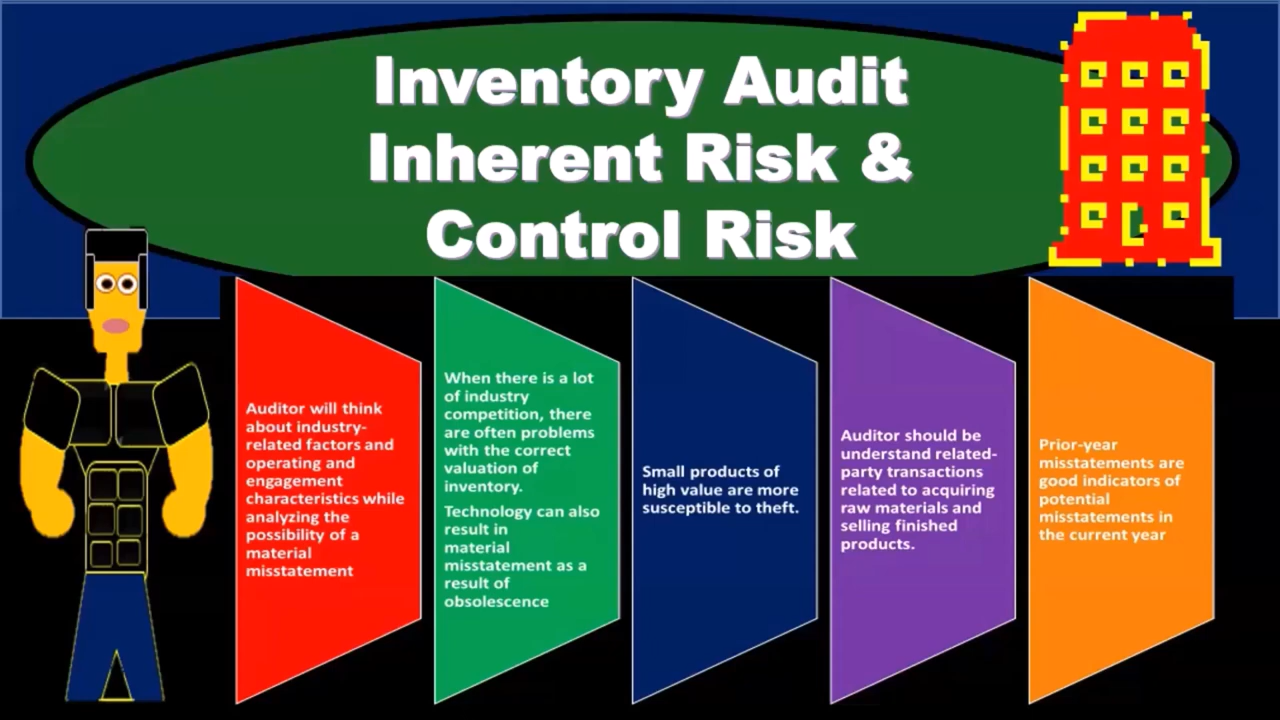 Inventory Audit
Inherent Risk &
Control Risk
Auditor will think
about industry-
related factors and
operating and
engagement
characteristics while
analyzing the
possibility of a
material
misstatement
When there is a lot
of industry
competition, there
are often problems
with the correct
valuation of
inventory.
Technology can also
result in
material
misstatement as a
result of
obsolescence
Small products of
high value are more
susceptible to theft.
Auditor should be
understand related-
party transactions
related to acquiring
raw materials and
selling finished
products.
Prior-year
misstatements are
good indicators of
potential
misstatements in
the current year